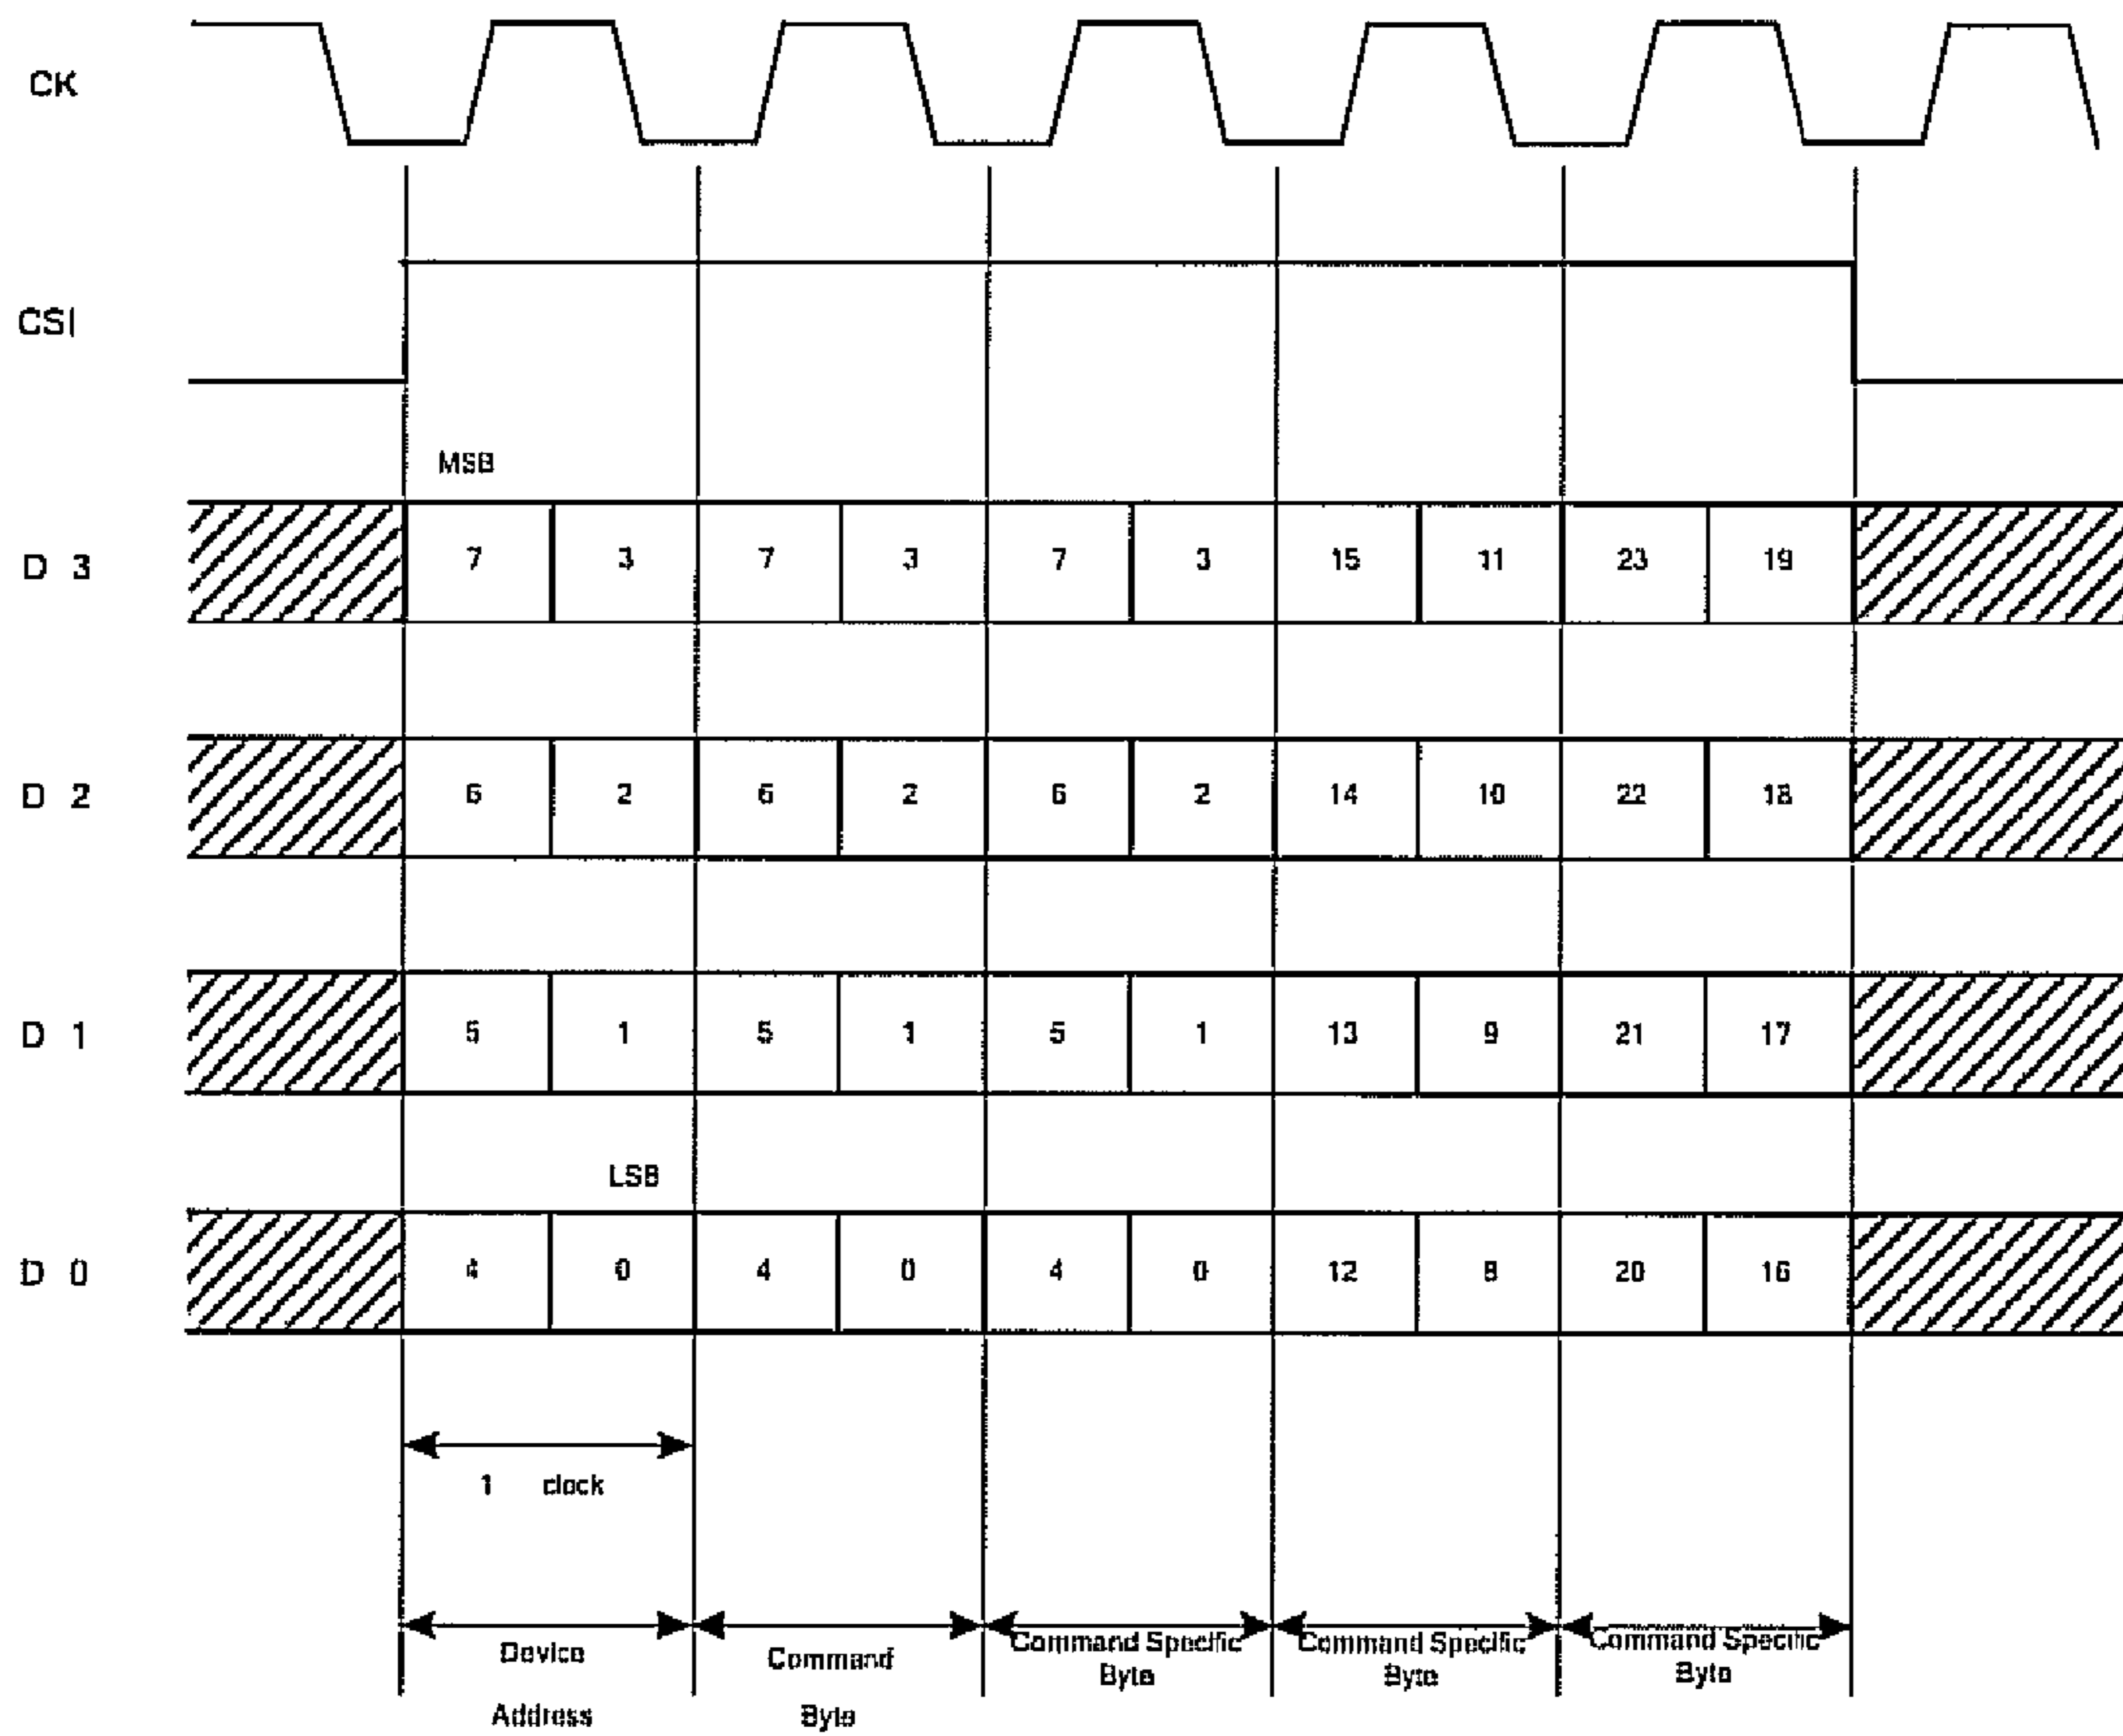 CK
CSI
MSB
D 3 7 3 7 3 7 3 15 11 23 19
D 2 6 2 6 2 6 2 14 10 22 18
D 1 5 1 5 1 5 1 13 9 21 17
LSB
D 0 4 0 4 0 4 0 12 8 20 16
1 clock
Device
Address
Command
Byte
Command Specific
Byte
Command Specific
Byte
Command Specific
Byte